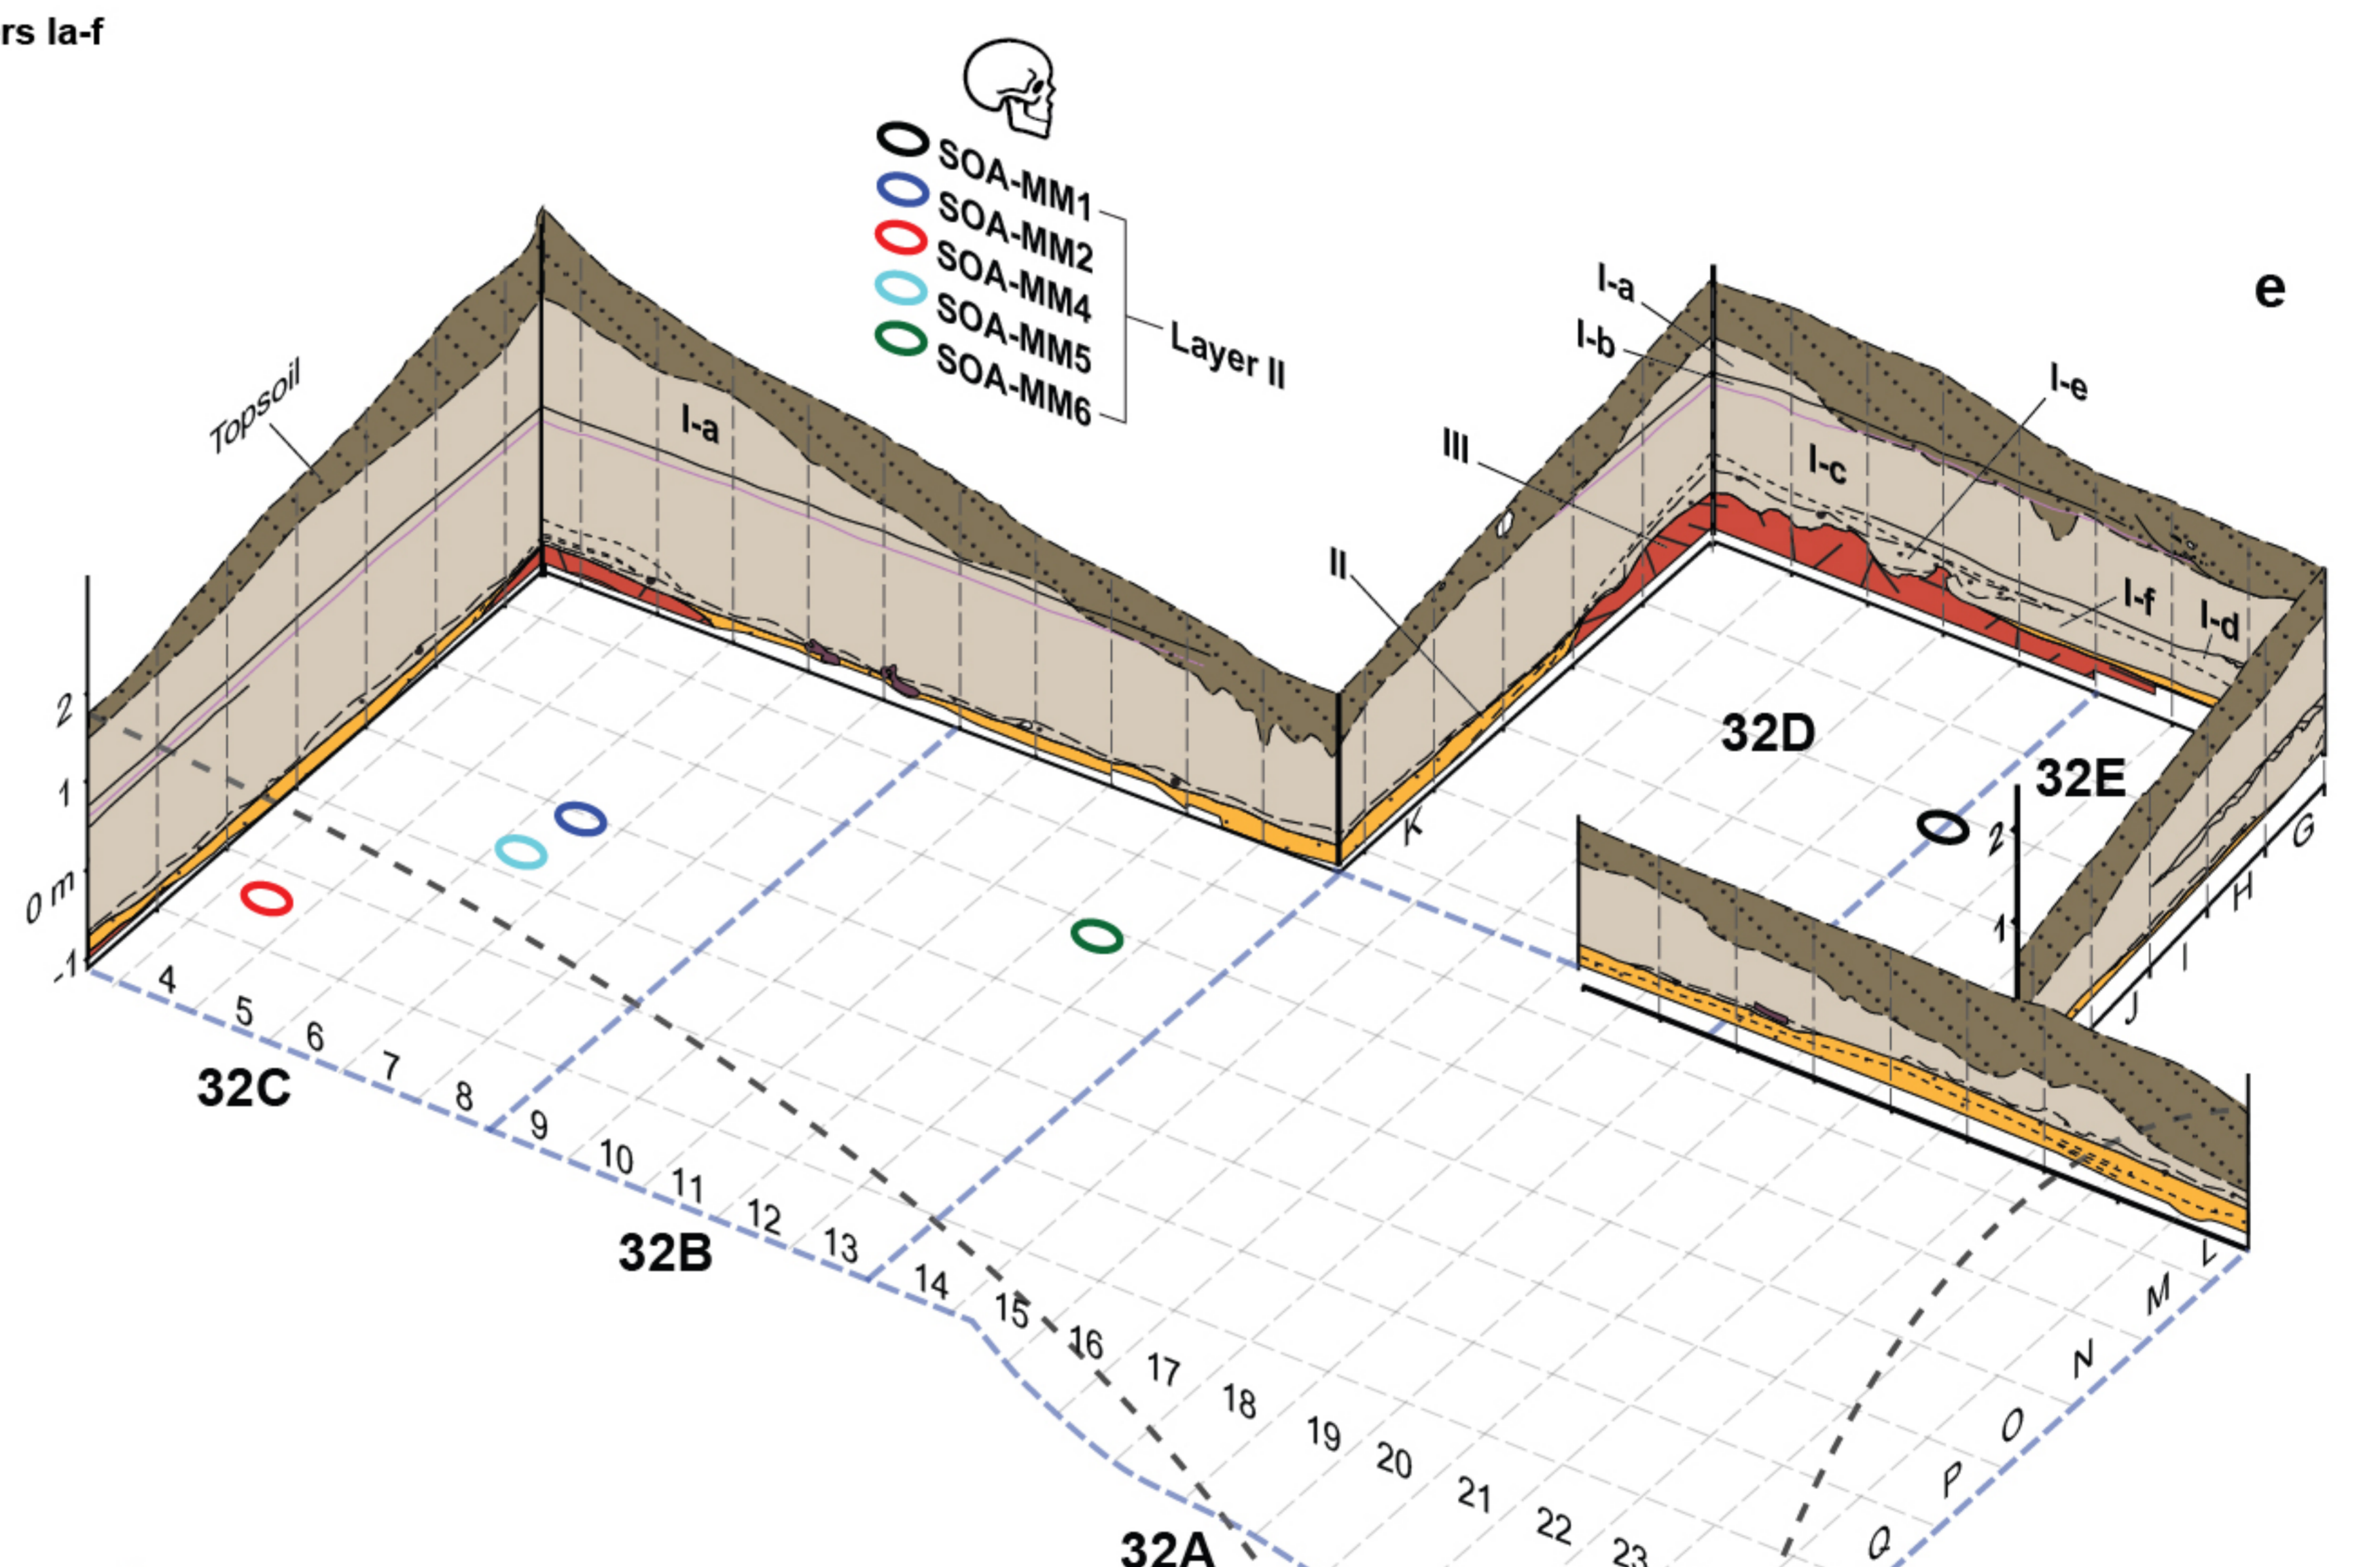 rs Ia-f
SOA-MM1
SOA-MM2
SOA-MM4
SOA-MM5
SOA-MM6
Layer II
e
Topsoil
I-a
I-a
I-b
III
II
I-c
I-e
I-f
I-d
2
1
0 m
-1
32D
32E
2
1
K
G
H
I
J
4
5
6
7
8
9
10
11
12
13
14
15
16
17
18
19
20
21
22
23
32C
32B
32A
L
M
N
O
P
Q